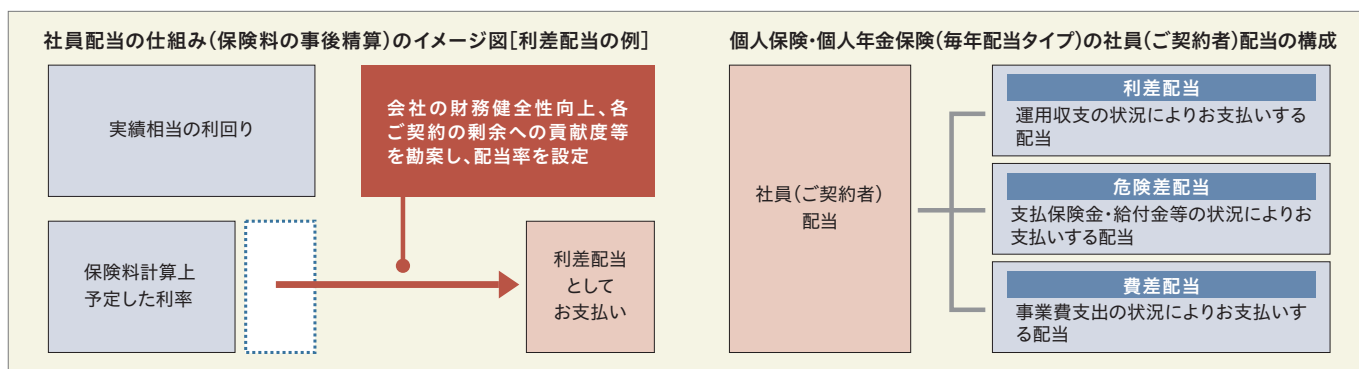 社員配当の仕組み(保険料の事後精算)のイメージ図[利差配当の例]
実績相当の利回り
会社の財務健全性向上、各
ご契約の剰余への貢献度等
を勘案し、配当率を設定
保険料計算上
予定した利率
利差配当
として
お支払い
個人保険・個人年金保険(毎年配当タイプ)の社員(ご契約者)配当の構成
社員(ご契約者)
配当
利差配当
運用収支の状況によりお支払いする
配当
危険差配当
支払保険金・給付金等の状況によりお
支払いする配当
費差配当
事業費支出の状況によりお支払いす
る配当